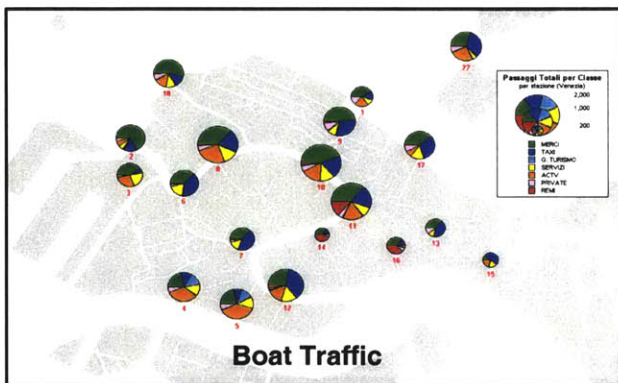 27
18
1
9
2
8
17
3
10
6
11
13
14
7
16
15
4
12
5
Boat Traffic
Passaggi Totali per Classe
per stazione (Venezia)
2,000
1,000
200
MERCI
TAXI
G. TURISMO
SERVIZI
ACTV
PRIVATE
REMI